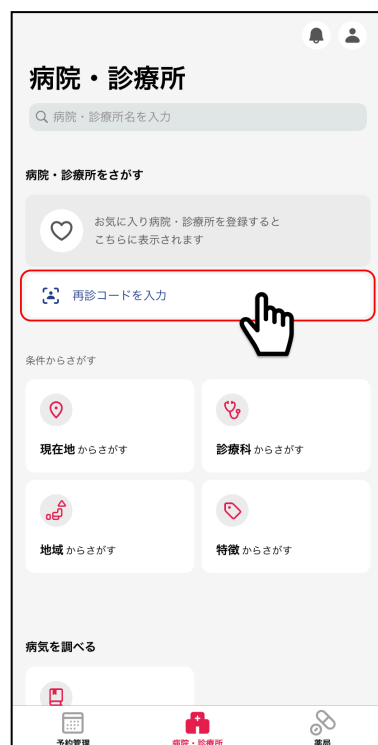 病院・診療所
病院・診療所名を入力
病院・診療所をさがす
お気に入り病院・診療所を登録すると
こちらに表示されます
再診コードを入力
条件からさがす
現在地 からさがす
診療科 からさがす
地域 からさがす
特徴 からさがす
病気を調べる
予約管理
病院・診療所
薬局